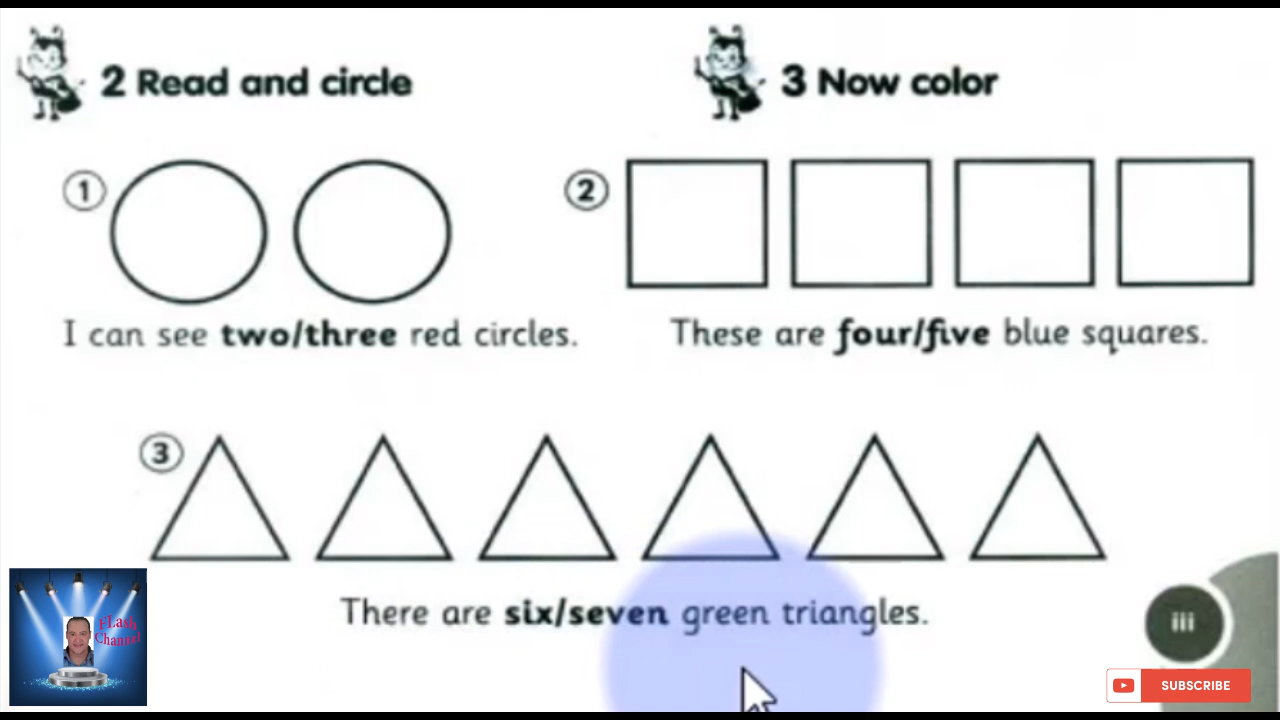 2 Read and circle
3 Now color
1
2
I can see two/three red circles.
These are four/five blue squares.
3
There are six/seven green triangles.
FLash
Channel
iii
SUBSCRIBE